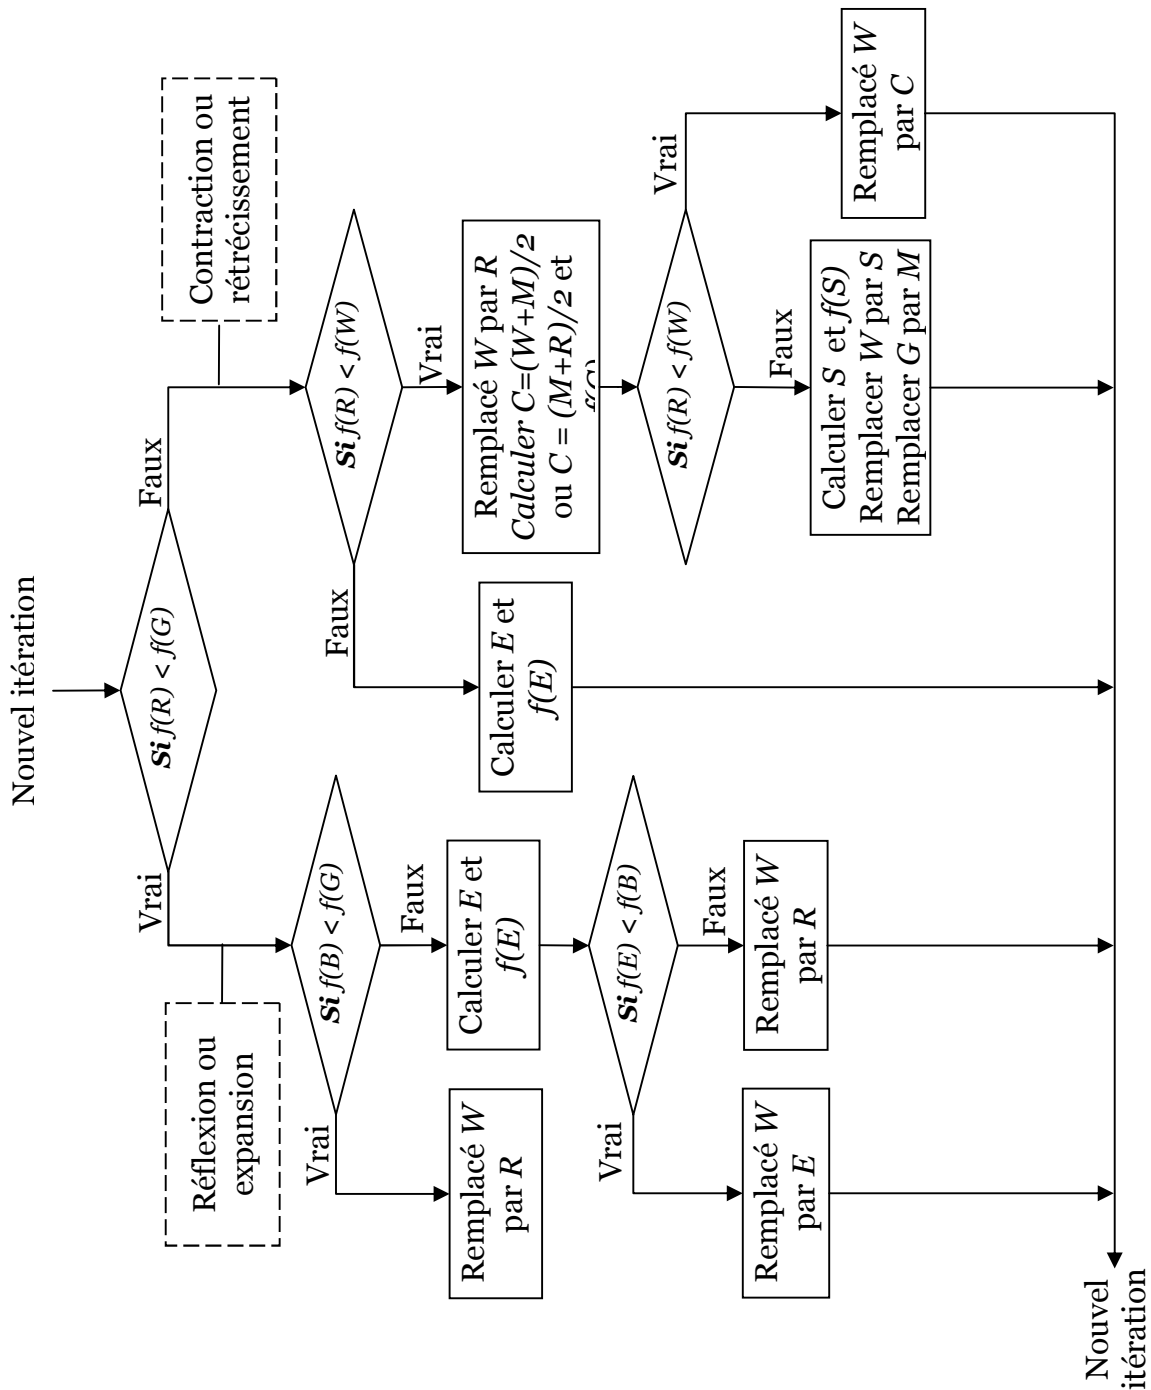 Nouvel itération
Si f(R) < f(G)
Vrai
Faux
Réflexion ou
expansion
Contraction ou
rétrécissement
Si f(B) < f(G)
Vrai
Faux
Remplacé W
par R
Calculer E et
f(E)
Si f(E) < f(B)
Vrai
Faux
Remplacé W
par E
Remplacé W
par R
Si f(R) < f(W)
Faux
Vrai
Calculer E et
f(E)
Remplacé W par R
Calculer C=(W+M)/2
ou C = (M+R)/2 et
f(C)
Si f(R) < f(W)
Faux
Vrai
Calculer S et f(S)
Remplacer W par S
Remplacer G par M
Remplacé W
par C
Nouvel
itération